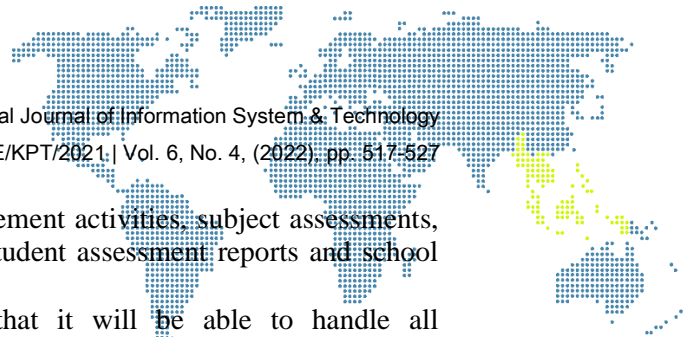 al Journal of Information System & Technology
E/KPT/2021 | Vol. 6, No. 4, (2022), pp. 517-527
ement activities, subject assessments,
tudent assessment reports and school
that it will be able to handle all